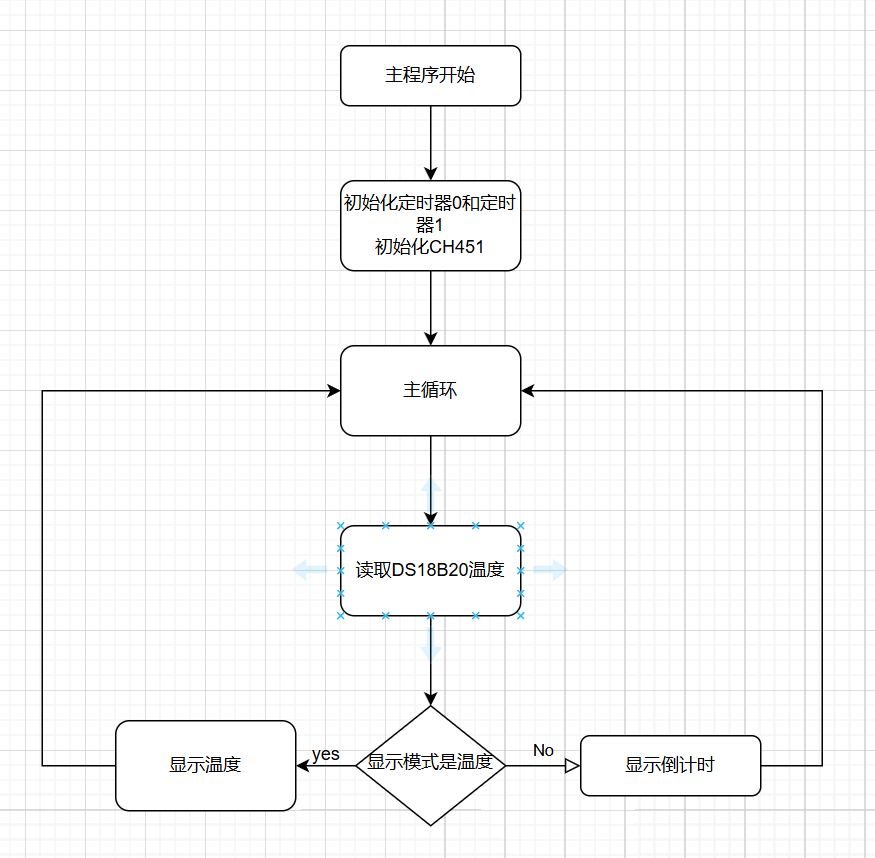 主程序开始
初始化定时器0和定时
器1
初始化CH451
主循环
读取DS18B20温度
显示温度
yes
显示模式是温度
No
显示倒计时